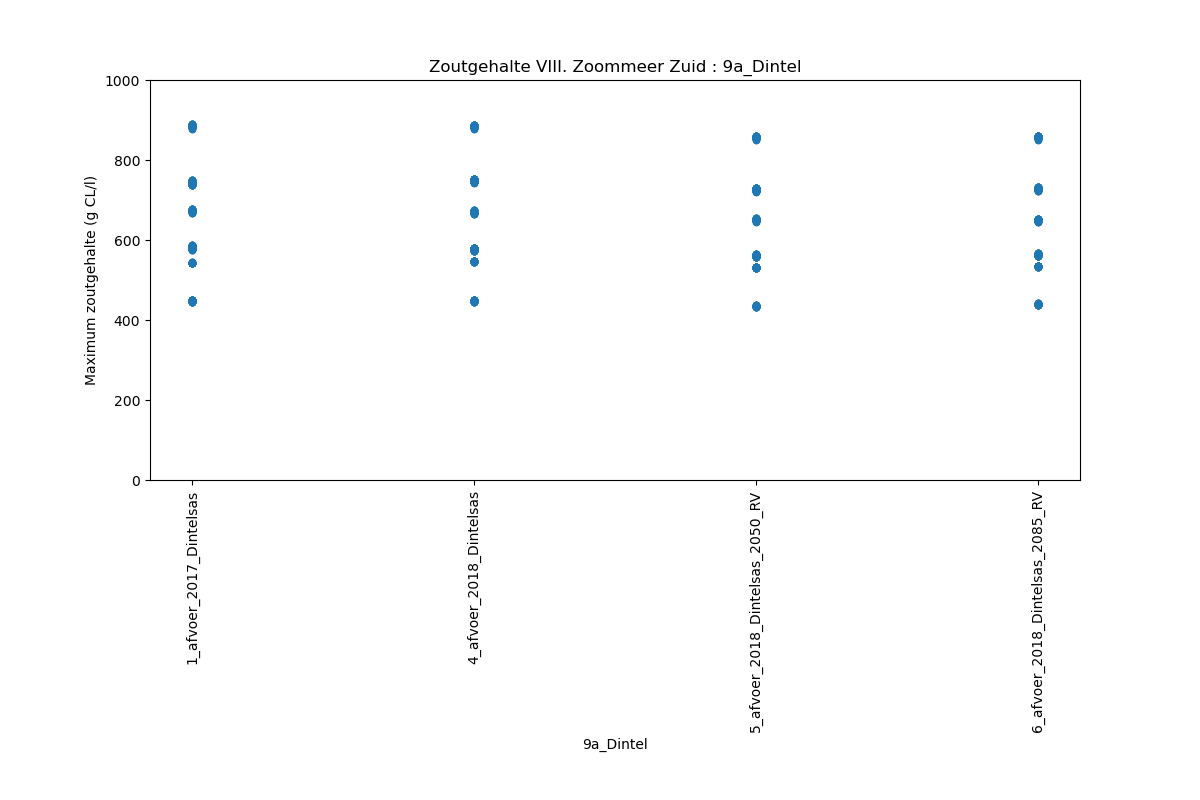 Zoutgehalte VIII. Zoommeer Zuid : 9a_Dintel
Maximum zoutgehalte (g CL/l)
1000
800
600
400
200
0
1_afvoer_2017_Dintelsas
4_afvoer_2018_Dintelsas
5_afvoer_2018_Dintelsas_2050_RV
6_afvoer_2018_Dintelsas_2085_RV
9a_Dintel